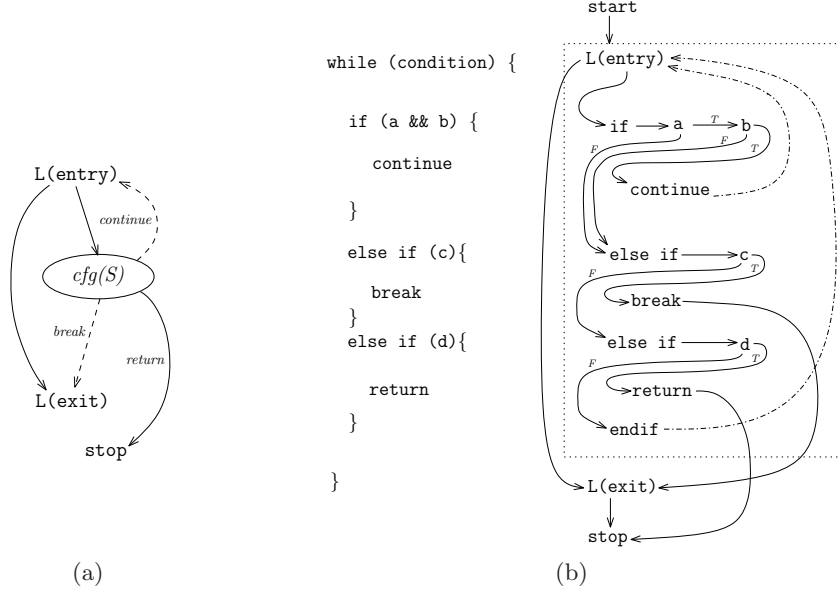 L(entry)
continue
cfg(S)
break
return
L(exit)
stop
(a)
while (condition) {
if (a && b) {
continue
}
else if (c){
break
}
else if (d){
return
}
}
start
L(entry)
if a T b
F F T
continue
else if c
F T
break
else if d
F T
return
endif
L(exit)
stop
(b)